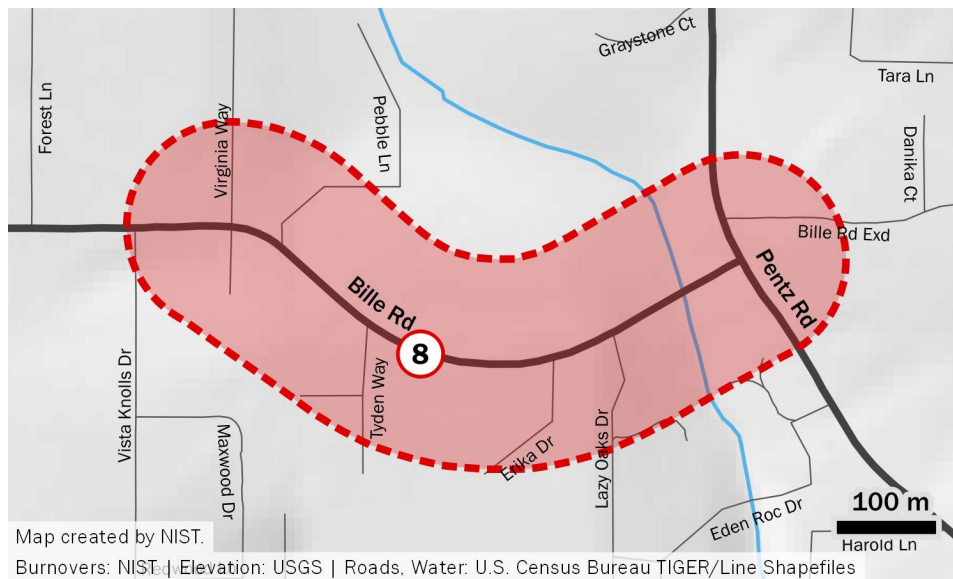 Graystone Ct
Tara Ln
Forest Ln
Virginia Way
Pebble Ln
Danika Ct
Bille Rd Exd
Pentz Rd
Bille Rd
8
Vista Knolls Dr
Tyden Way
Maxwood Dr
Erika Dr
Lazy Oaks Dr
Eden Roc Dr
100 m
Harold Ln
Map created by NIST.
Burnovers: NIST | Elevation: USGS | Roads, Water: U.S. Census Bureau TIGER/Line Shapefiles